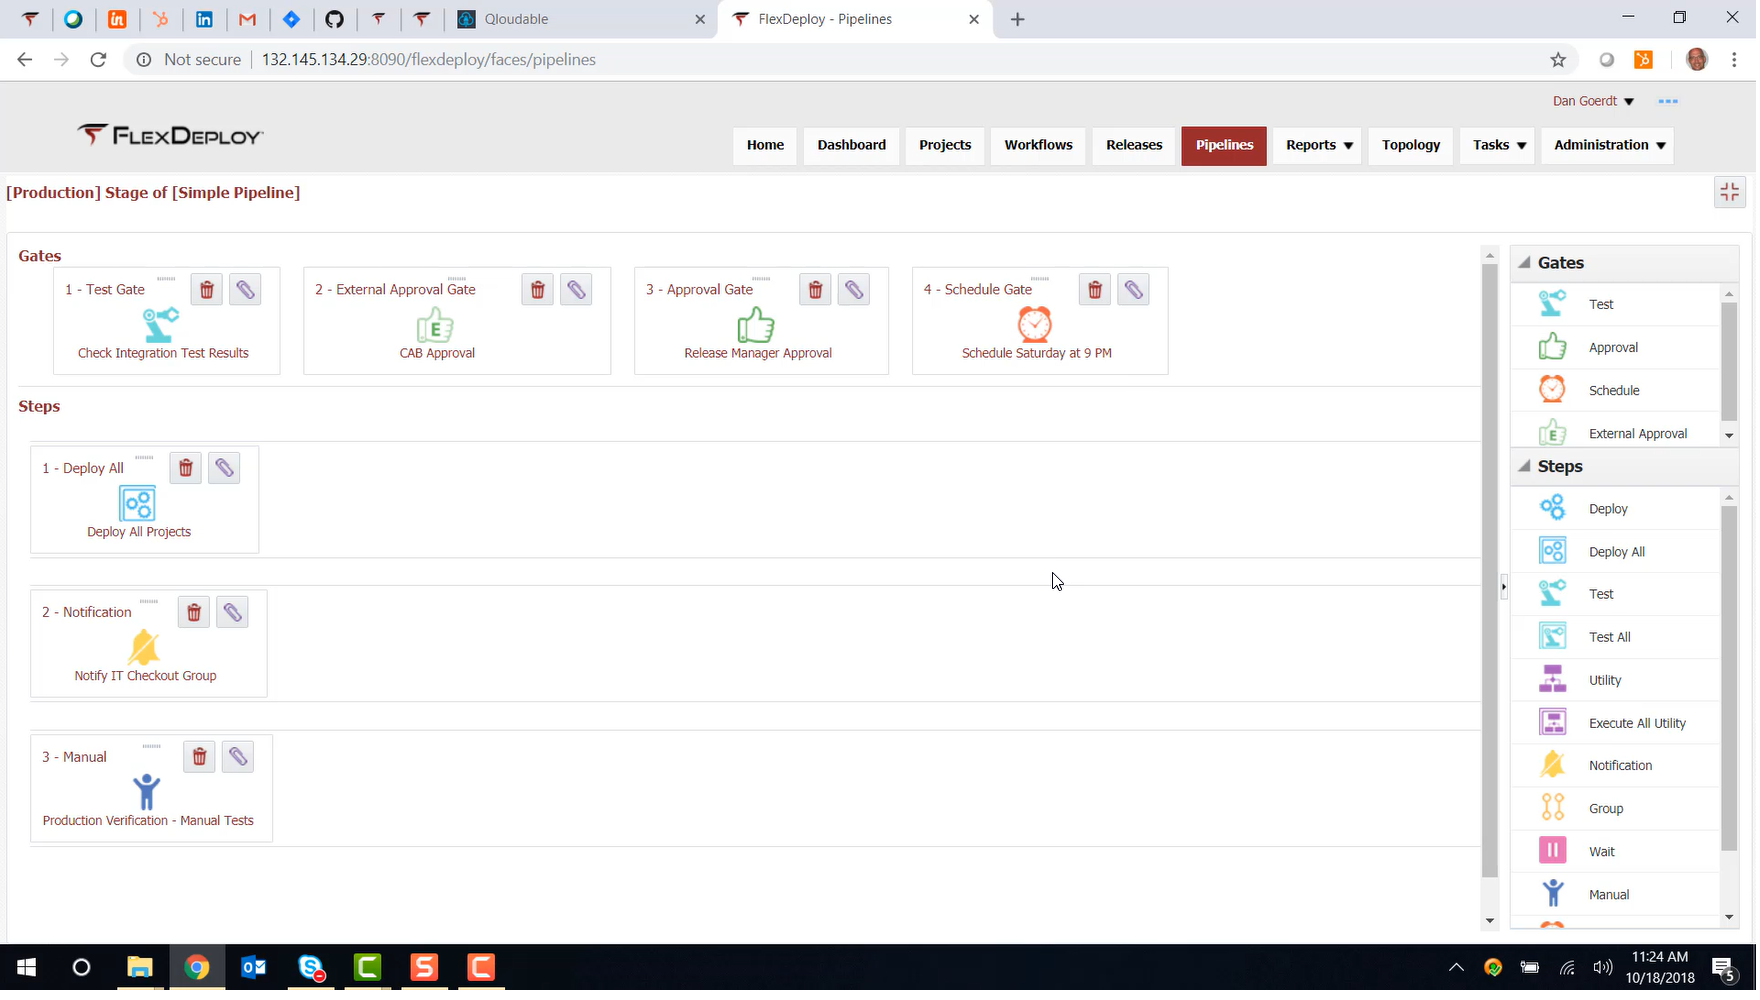 Qloudable
FlexDeploy - Pipelines
Not secure 132.145.134.29:8090/flexdeploy/faces/pipelines
Dan Goerdt
FLEXDEPLOY
Home Dashboard Projects Workflows Releases Pipelines Reports Topology Tasks Administration
[Production] Stage of [Simple Pipeline]
Gates
1 - Test Gate
Check Integration Test Results
2 - External Approval Gate
E
CAB Approval
3 - Approval Gate
Release Manager Approval
4 - Schedule Gate
Schedule Saturday at 9 PM
Steps
1 - Deploy All
Deploy All Projects
2 - Notification
Notify IT Checkout Group
3 - Manual
Production Verification - Manual Tests
Gates
Test
Approval
Schedule
E External Approval
Steps
Deploy
Deploy All
Test
Test All
Utility
Execute All Utility
Notification
Group
Wait
Manual
11:24 AM
10/18/2018
5